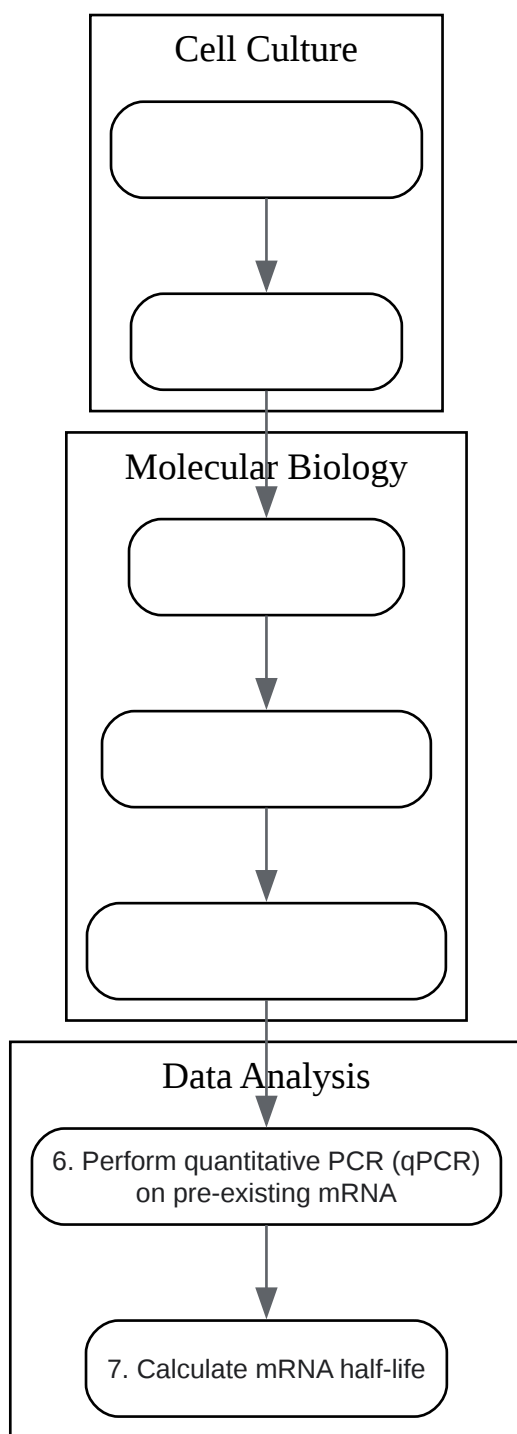 Cell Culture
Molecular Biology
Data Analysis
6. Perform quantitative PCR (qPCR)
on pre-existing mRNA
7. Calculate mRNA half-life